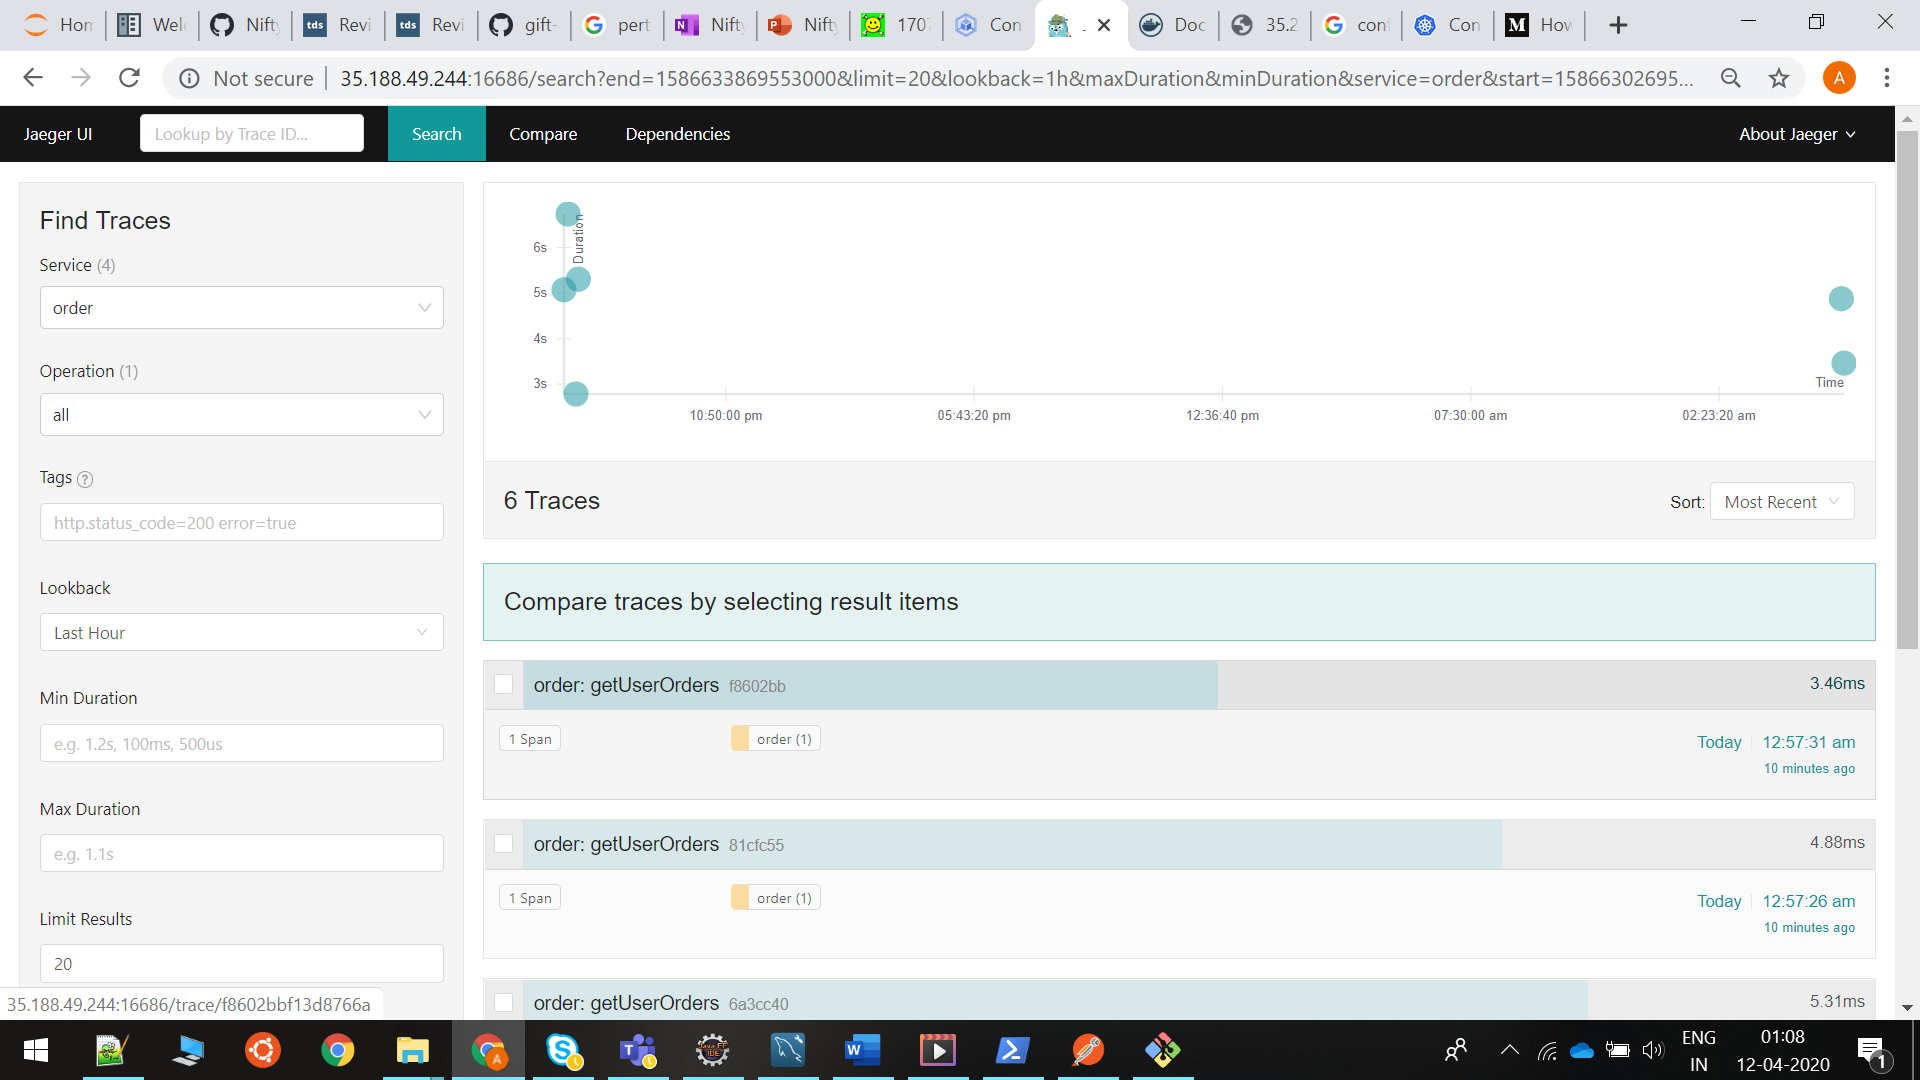 Hon Welc Nifty tds Revi tds Revi gift- pert Nifty Nifty 1707 Con . Doc 35.2 conf Con M How
Not secure 35.188.49.244:16686/search?end=1586633869553000&limit=20&lookback=1h&maxDuration&minDuration&service=order&start=15866302695... A
Jaeger UI Lookup by Trace ID... Search Compare Dependencies About Jaeger
Find Traces
Service (4)
order
Operation (1)
all
Tags ?
http.status_code=200 error=true
Lookback
Last Hour
Min Duration
e.g. 1.2s, 100ms, 500us
Max Duration
e.g. 1.1s
Limit Results
20
35.188.49.244:16686/trace/f8602bbf13d8766a
Duration
6s
5s
4s
3s
Time
10:50:00 pm 05:43:20 pm 12:36:40 pm 07:30:00 am 02:23:20 am
6 Traces
Sort: Most Recent
Compare traces by selecting result items
order: getUserOrders f8602bb 3.46ms
1 Span order (1) Today 12:57:31 am
10 minutes ago
order: getUserOrders 81cfc55 4.88ms
1 Span order (1) Today 12:57:26 am
10 minutes ago
order: getUserOrders 6a3cc40 5.31ms
ENG
IN
01:08
12-04-2020
1